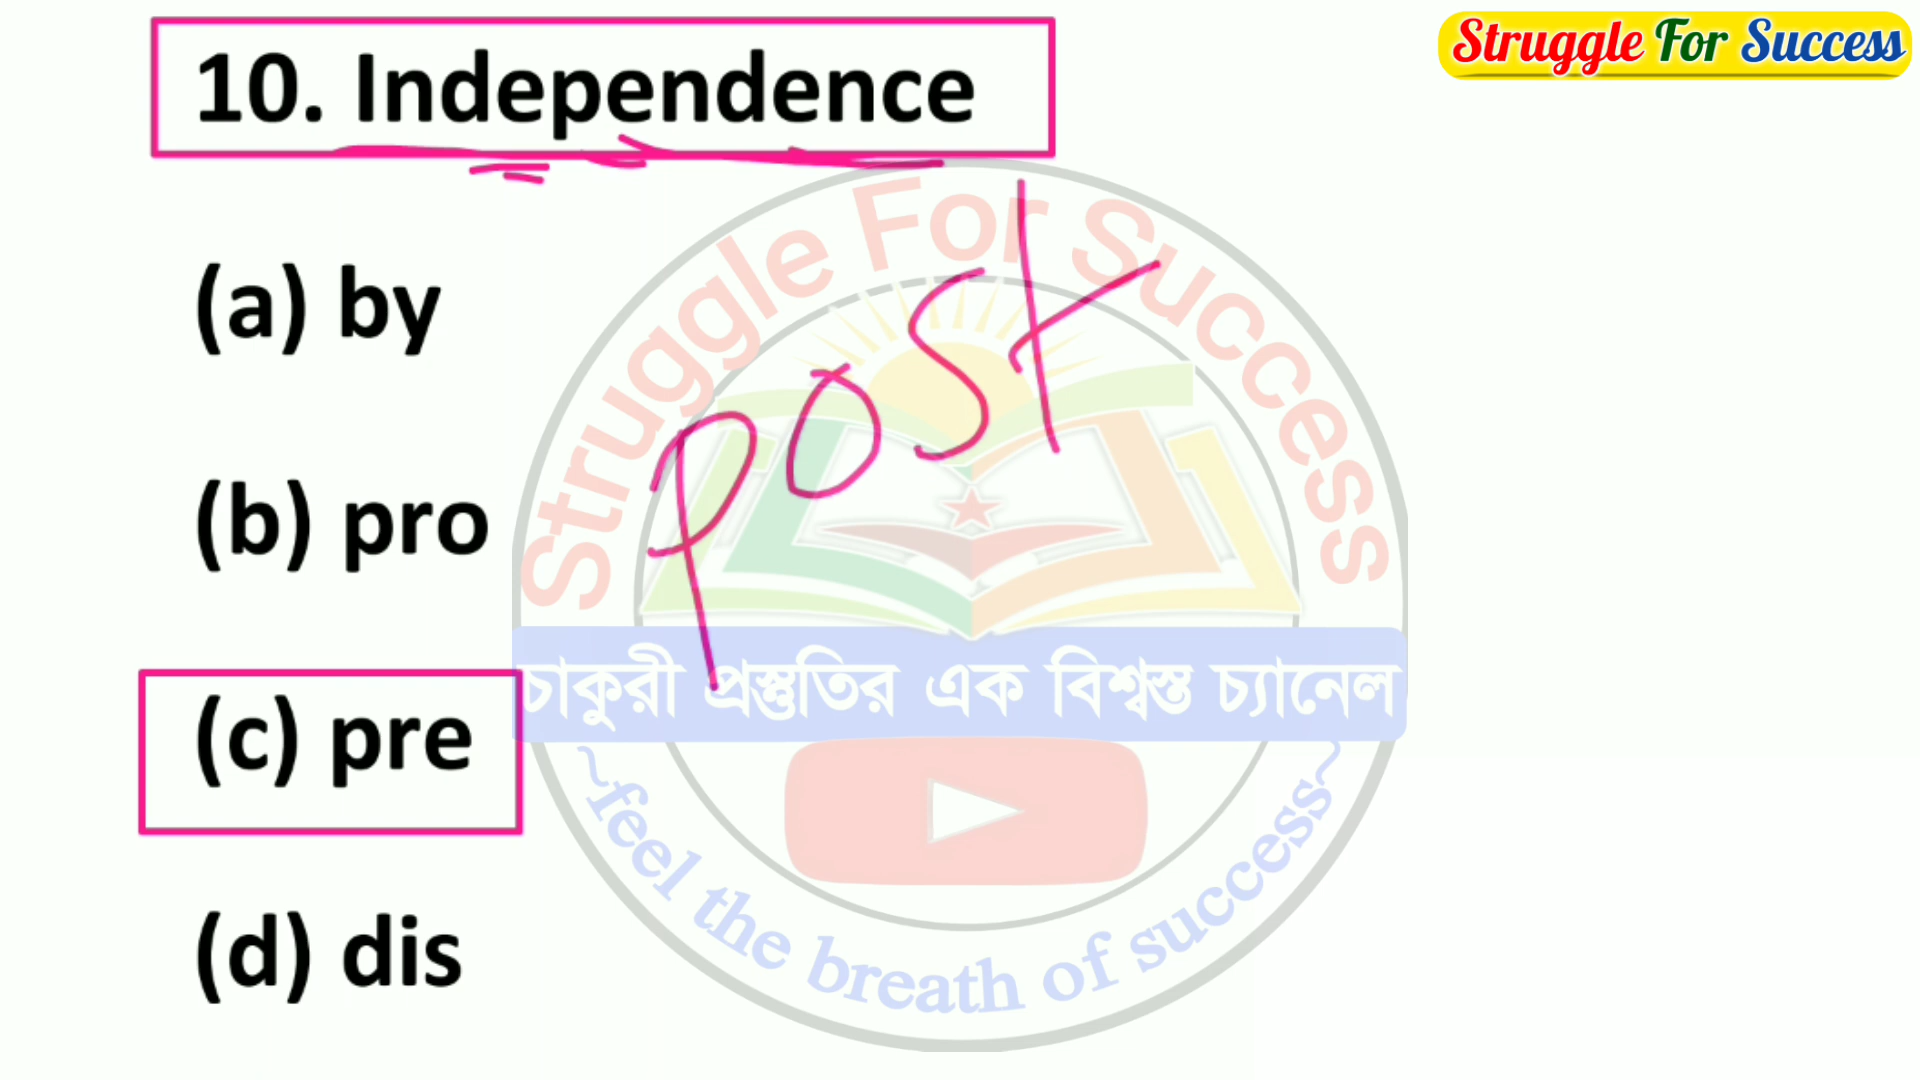 Struggle For Success
10. Independence
(a) by
post
(b) pro
(c) pre
(d) dis
Struggle For Success
চাকুরী প্রস্তুতির এক বিশ্বস্ত চ্যানেল
~feel the breath of success~